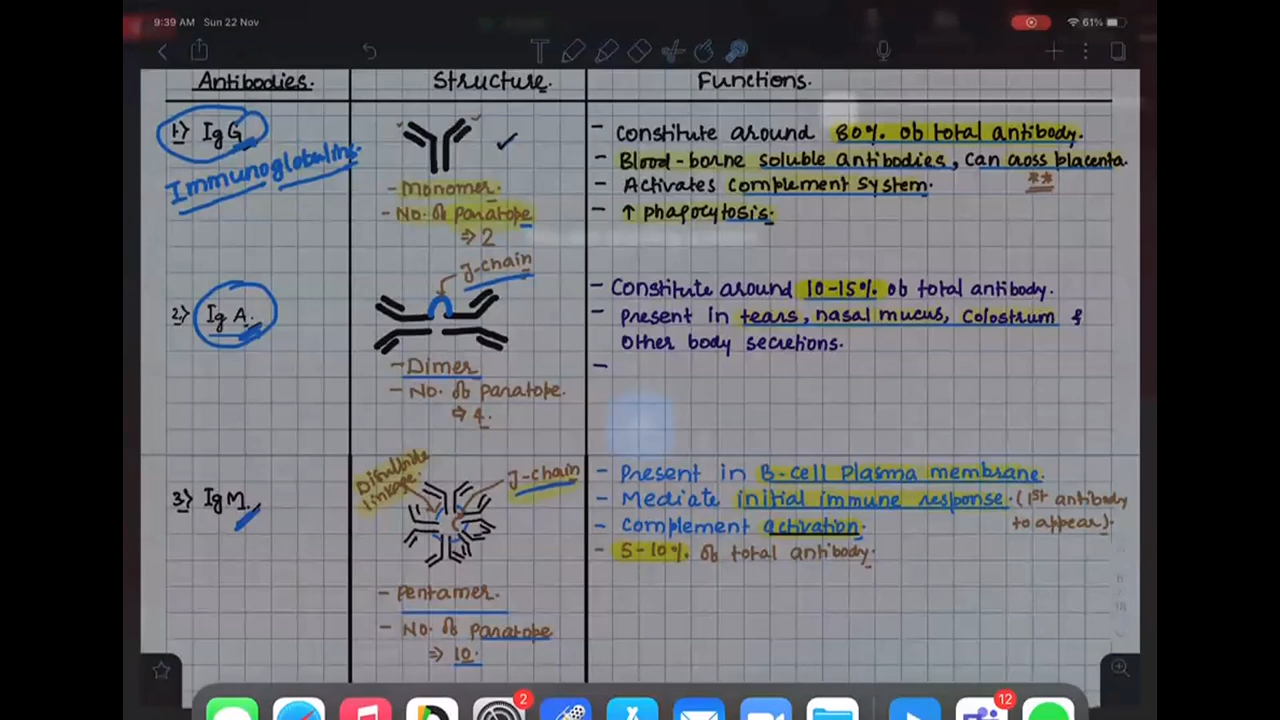 9:39 AM Sun 22 Nov
61%
Antibodies. Structure. Functions.
1) IgG
Immunoglobulins.
- Monomer.
- No. of paratope
⇒ 2
- Constitute around 80% of total antibody.
- Blood-borne soluble antibodies, can cross placenta.
**
- Activates complement system.
- ↑ phagocytosis.
2) IgA.
J-chain
- Dimer
- No. of paratope.
⇒ 4.
- Constitute around 10-15% of total antibody.
- Present in tears, nasal mucus, colostrum &
other body secretions.
-
3) IgM.
Disulphide
linkage.
J-chain
- Pentamer.
- No. of paratope
⇒ 10.
- Present in B-cell plasma membrane.
- Mediate initial immune response. (1st antibody
to appear).
- Complement activation.
- 5-10% of total antibody.
2
12